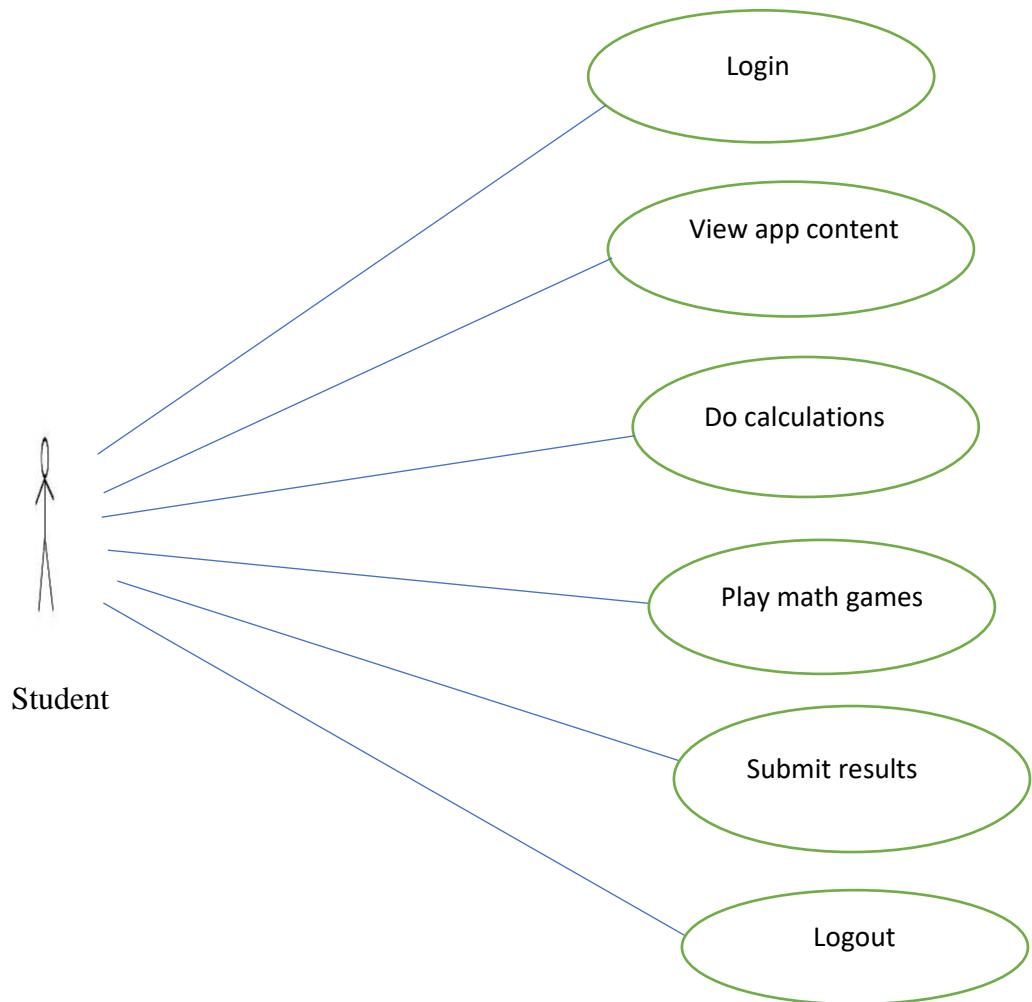 Login
View app content
Do calculations
Play math games
Student
Submit results
Logout